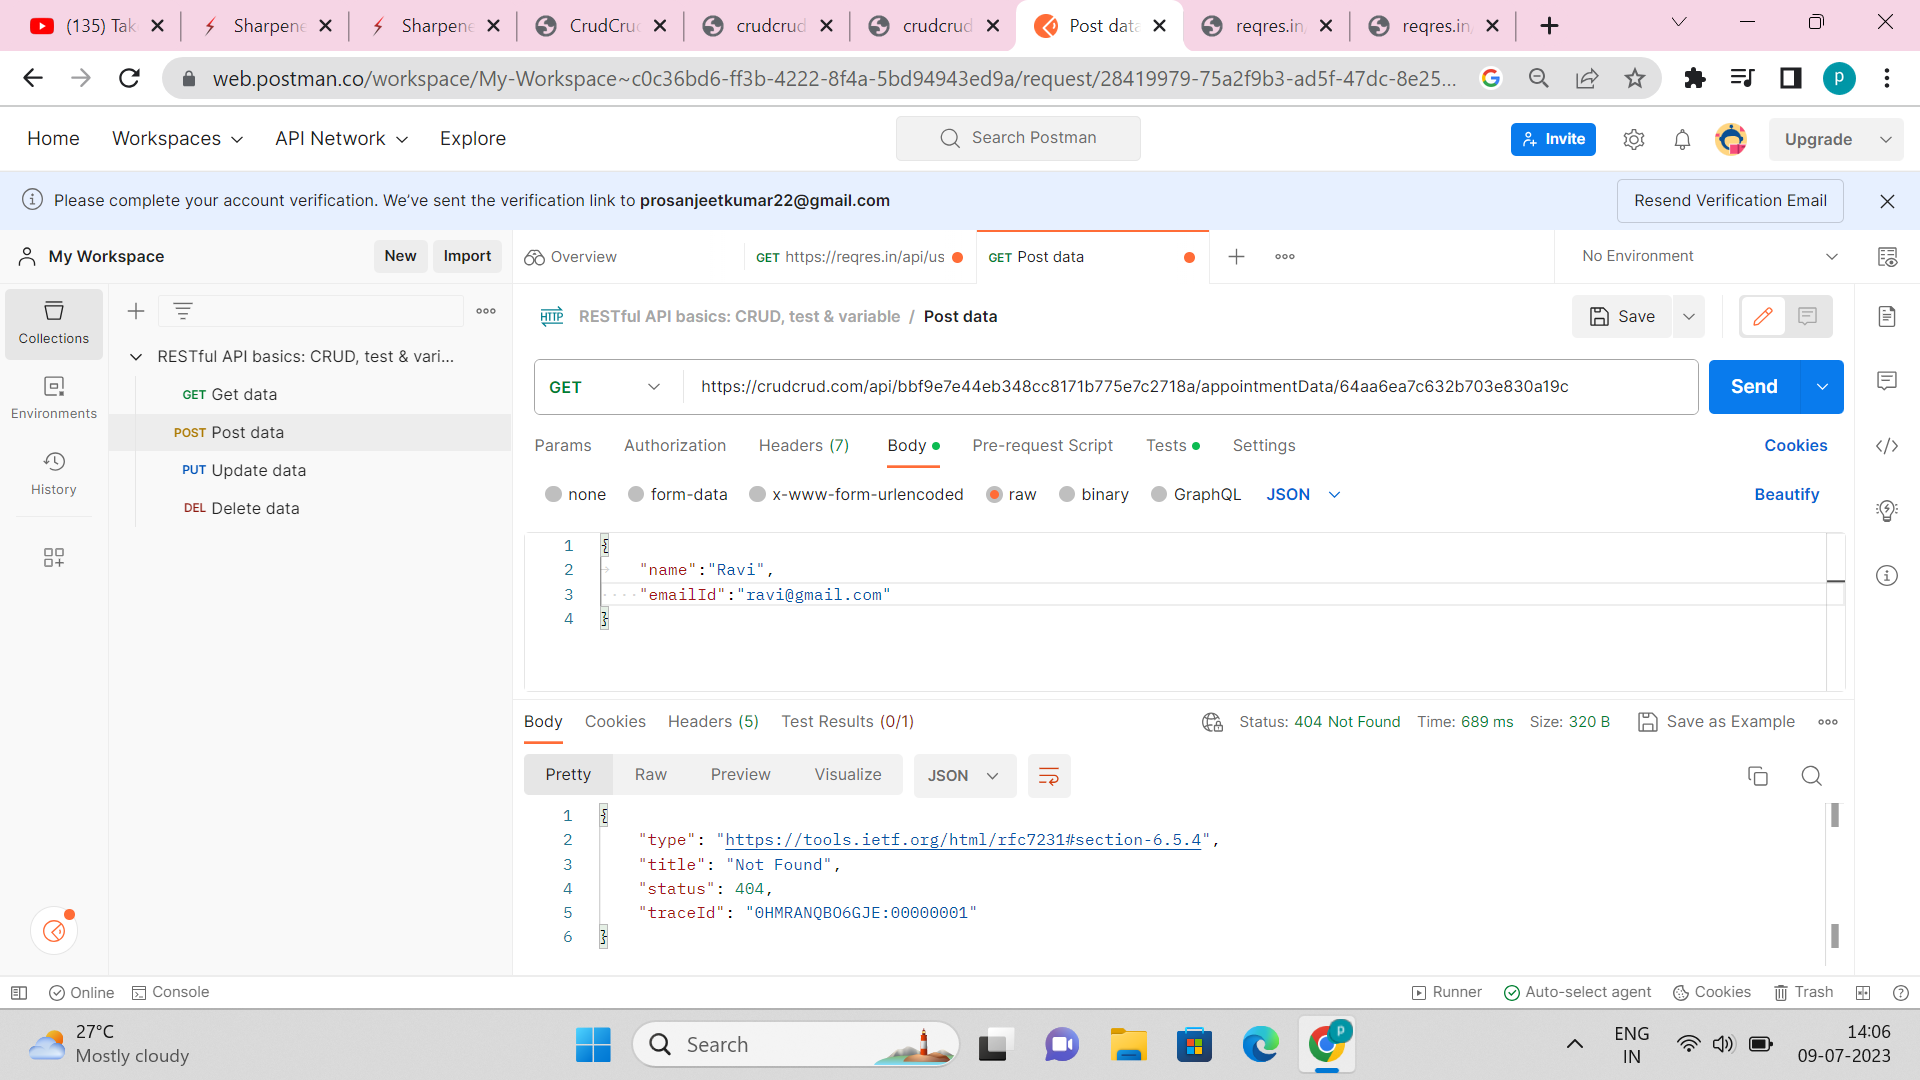 (135) Tak
Sharpene
Sharpene
CrudCru
crudcrud
crudcrud
Post data
reqres.in/
reqres.in/
web.postman.co/workspace/My-Workspace~c0c36bd6-ff3b-4222-8f4a-5bd94943ed9a/request/28419979-75a2f9b3-ad5f-47dc-8e25...
P
Home
Workspaces
API Network
Explore
Search Postman
Invite
Upgrade
Please complete your account verification. We've sent the verification link to prosanjeetkumar22@gmail.com
Resend Verification Email
My Workspace
New
Import
Overview
GET https://reqres.in/api/us
GET Post data
No Environment
Collections
Environments
History
RESTful API basics: CRUD, test & vari...
GET Get data
POST Post data
PUT Update data
DEL Delete data
HTTP RESTful API basics: CRUD, test & variable / Post data
Save
GET
https://crudcrud.com/api/bbf9e7e44eb348cc8171b775e7c2718a/appointmentData/64aa6ea7c632b703e830a19c
Send
Params
Authorization
Headers (7)
Body
Pre-request Script
Tests
Settings
Cookies
none
form-data
x-www-form-urlencoded
raw
binary
GraphQL
JSON
Beautify
1 {
2 "name":"Ravi",
3 "emailId":"ravi@gmail.com"
4 }
Body
Cookies
Headers (5)
Test Results (0/1)
Status: 404 Not Found
Time: 689 ms
Size: 320 B
Save as Example
Pretty
Raw
Preview
Visualize
JSON
1 {
2 "type": "https://tools.ietf.org/html/rfc7231#section-6.5.4",
3 "title": "Not Found",
4 "status": 404,
5 "traceId": "0HMRANQBO6GJE:00000001"
6 }
Online
Console
Runner
Auto-select agent
Cookies
Trash
27°C
Mostly cloudy
Search
P
ENG
IN
14:06
09-07-2023